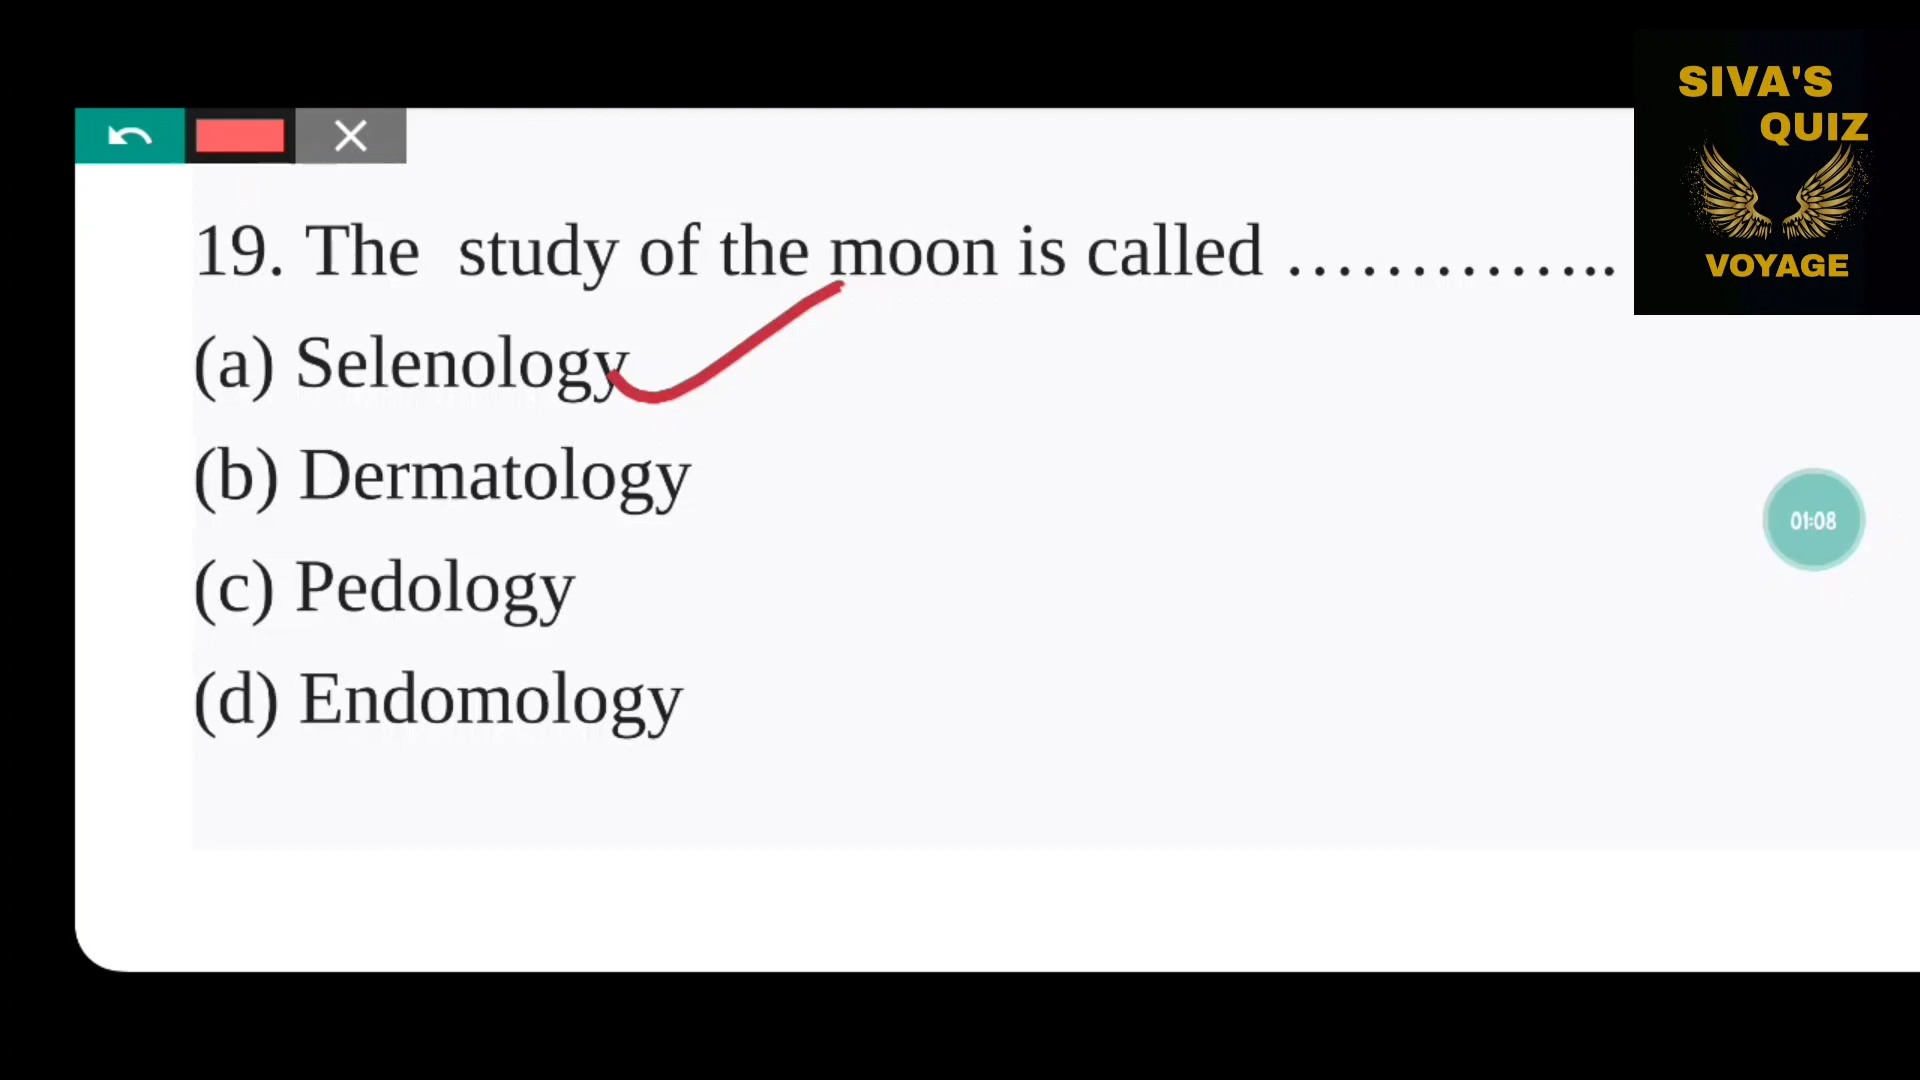 SIVA'S
QUIZ
VOYAGE
19. The study of the moon is called …………..
(a) Selenology
(b) Dermatology
(c) Pedology
(d) Endomology
01:08